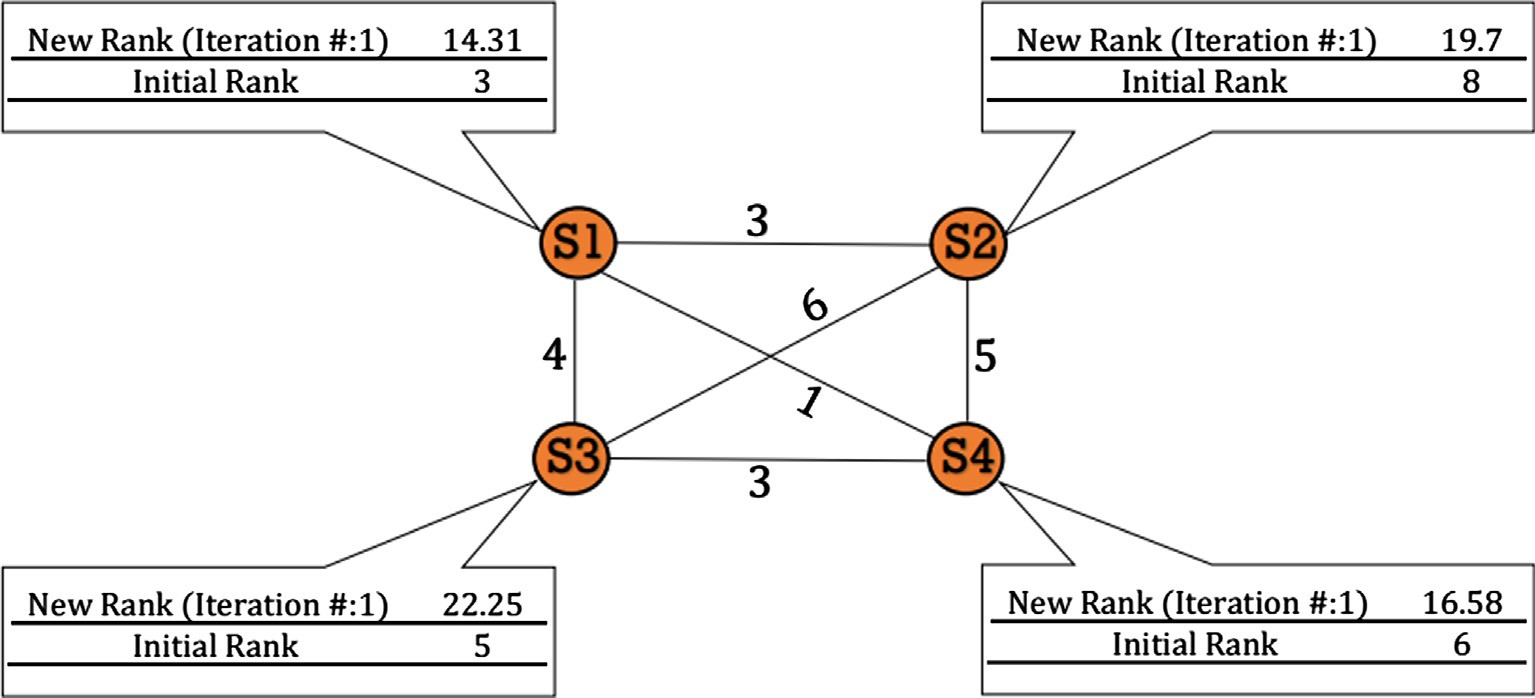 New Rank (Iteration #:1) 14.31
Initial Rank 3
New Rank (Iteration #:1) 19.7
Initial Rank 8
S1
3
S2
6
4
5
1
S3
3
S4
New Rank (Iteration #:1) 22.25
Initial Rank 5
New Rank (Iteration #:1) 16.58
Initial Rank 6